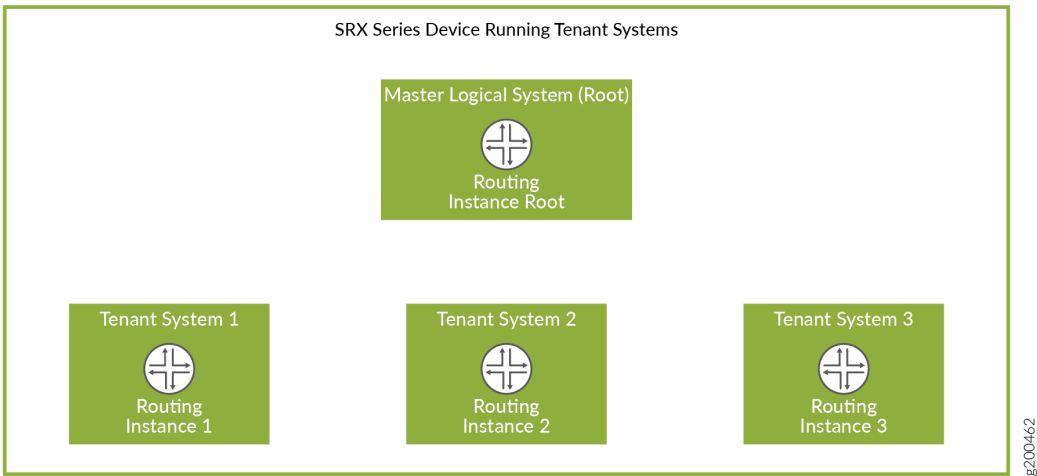 SRX Series Device Running Tenant Systems
Master Logical System (Root)
Routing
Instance Root
Tenant System 1
Routing
Instance 1
Tenant System 2
Routing
Instance 2
Tenant System 3
Routing
Instance 3
g200462